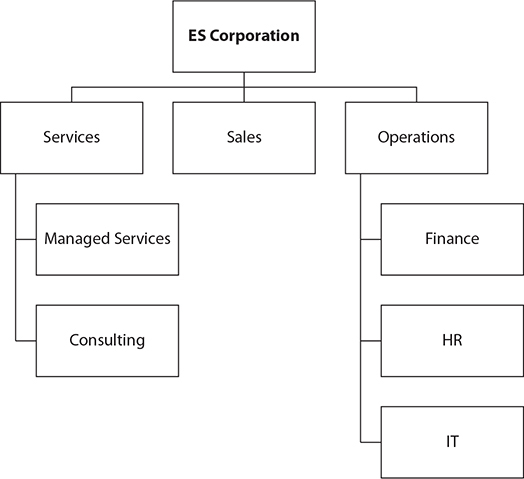 ES Corporation
Services
Sales
Operations
Managed Services
Finance
Consulting
HR
IT